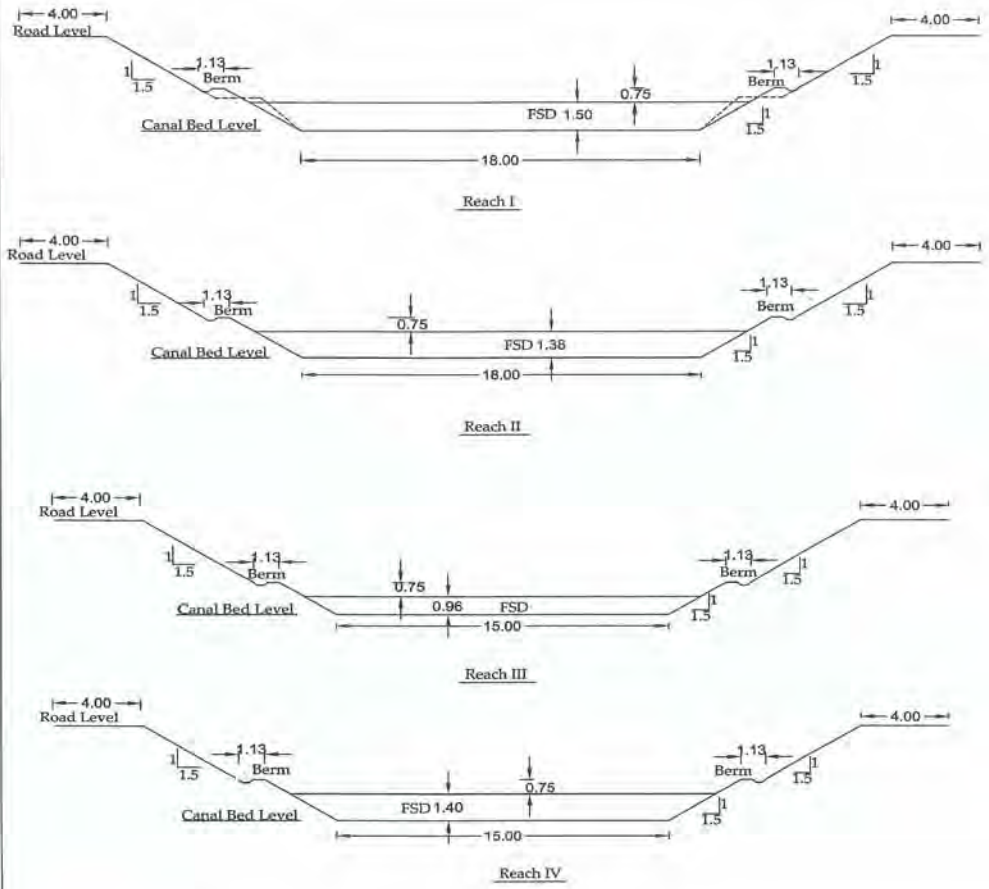 4.00
4.00
Road Level
1.13
1.13
1
1.5
Berm
Berm
1
1.5
0.75
FSD 1.50
1
1.5
Canal Bed Level
18.00
Reach I
4.00
4.00
Road Level
1.13
1.13
1
1.5
Berm
Berm
1
1.5
0.75
FSD 1.38
1
1.5
Canal Bed Level
18.00
Reach II
4.00
4.00
Road Level
1.13
1.13
1
1.5
Berm
Berm
1
1.5
0.75
0.96 FSD
1
1.5
Canal Bed Level
15.00
Reach III
4.00
4.00
Road Level
1.13
1.13
1
1.5
Berm
Berm
1
1.5
0.75
FSD 1.40
1
1.5
Canal Bed Level
15.00
Reach IV